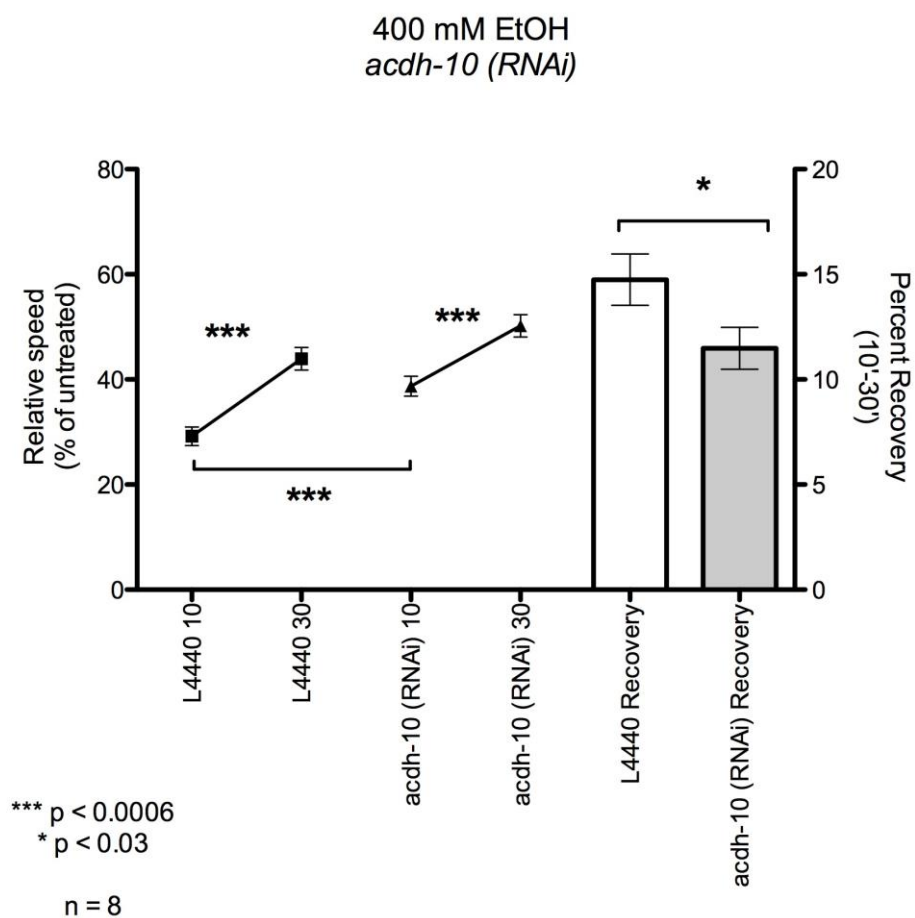 400 mM EtOH
acdh-10 (RNAi)
Relative speed
(% of untreated)
80
60
40
20
0
***
***
***
*
20
15
10
5
0
Percent Recovery
(10'-30')
L4440 10
L4440 30
acdh-10 (RNAi) 10
acdh-10 (RNAi) 30
L4440 Recovery
acdh-10 (RNAi) Recovery
*** p < 0.0006
* p < 0.03
n = 8